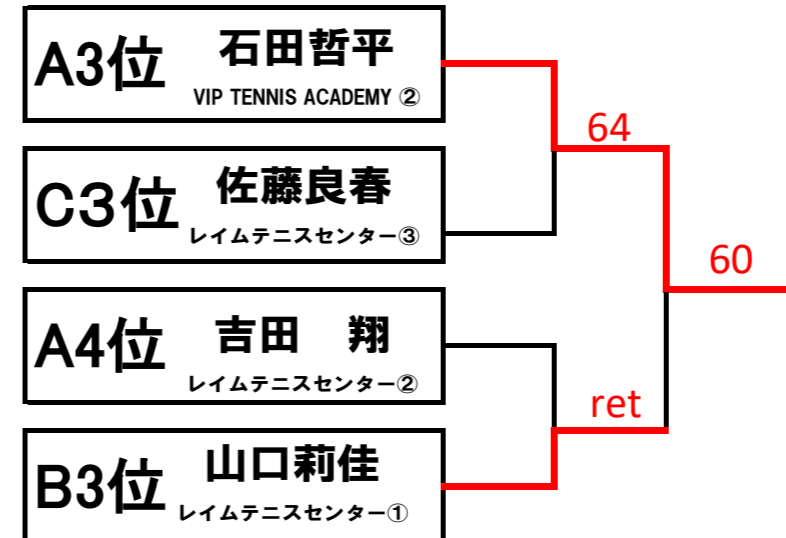 A3位 石田哲平
VIP TENNIS ACADEMY ②
64
C3位 佐藤良春
レイムテニスセンター③
60
A4位 吉田　翔
レイムテニスセンター②
ret
B3位 山口莉佳
レイムテニスセンター①